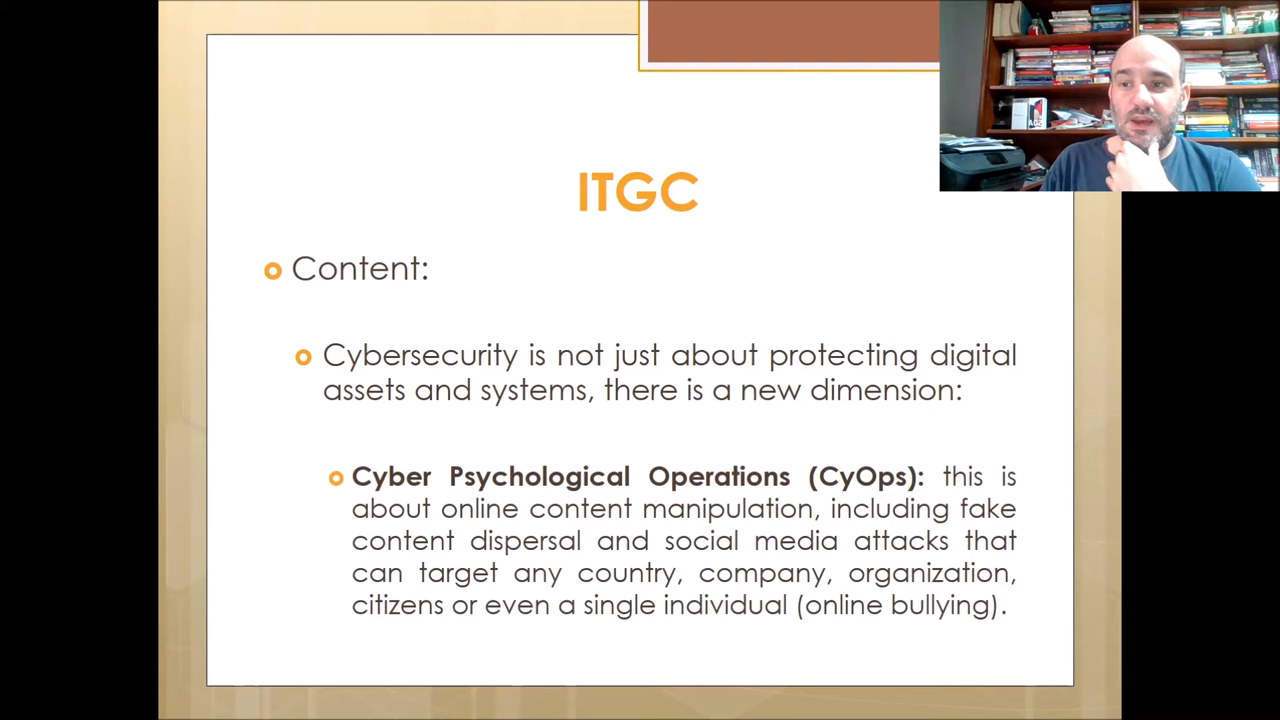 ITGC
Content:
Cybersecurity is not just about protecting digital
assets and systems, there is a new dimension:
Cyber Psychological Operations (CyOps): this is
about online content manipulation, including fake
content dispersal and social media attacks that
can target any country, company, organization,
citizens or even a single individual (online bullying).